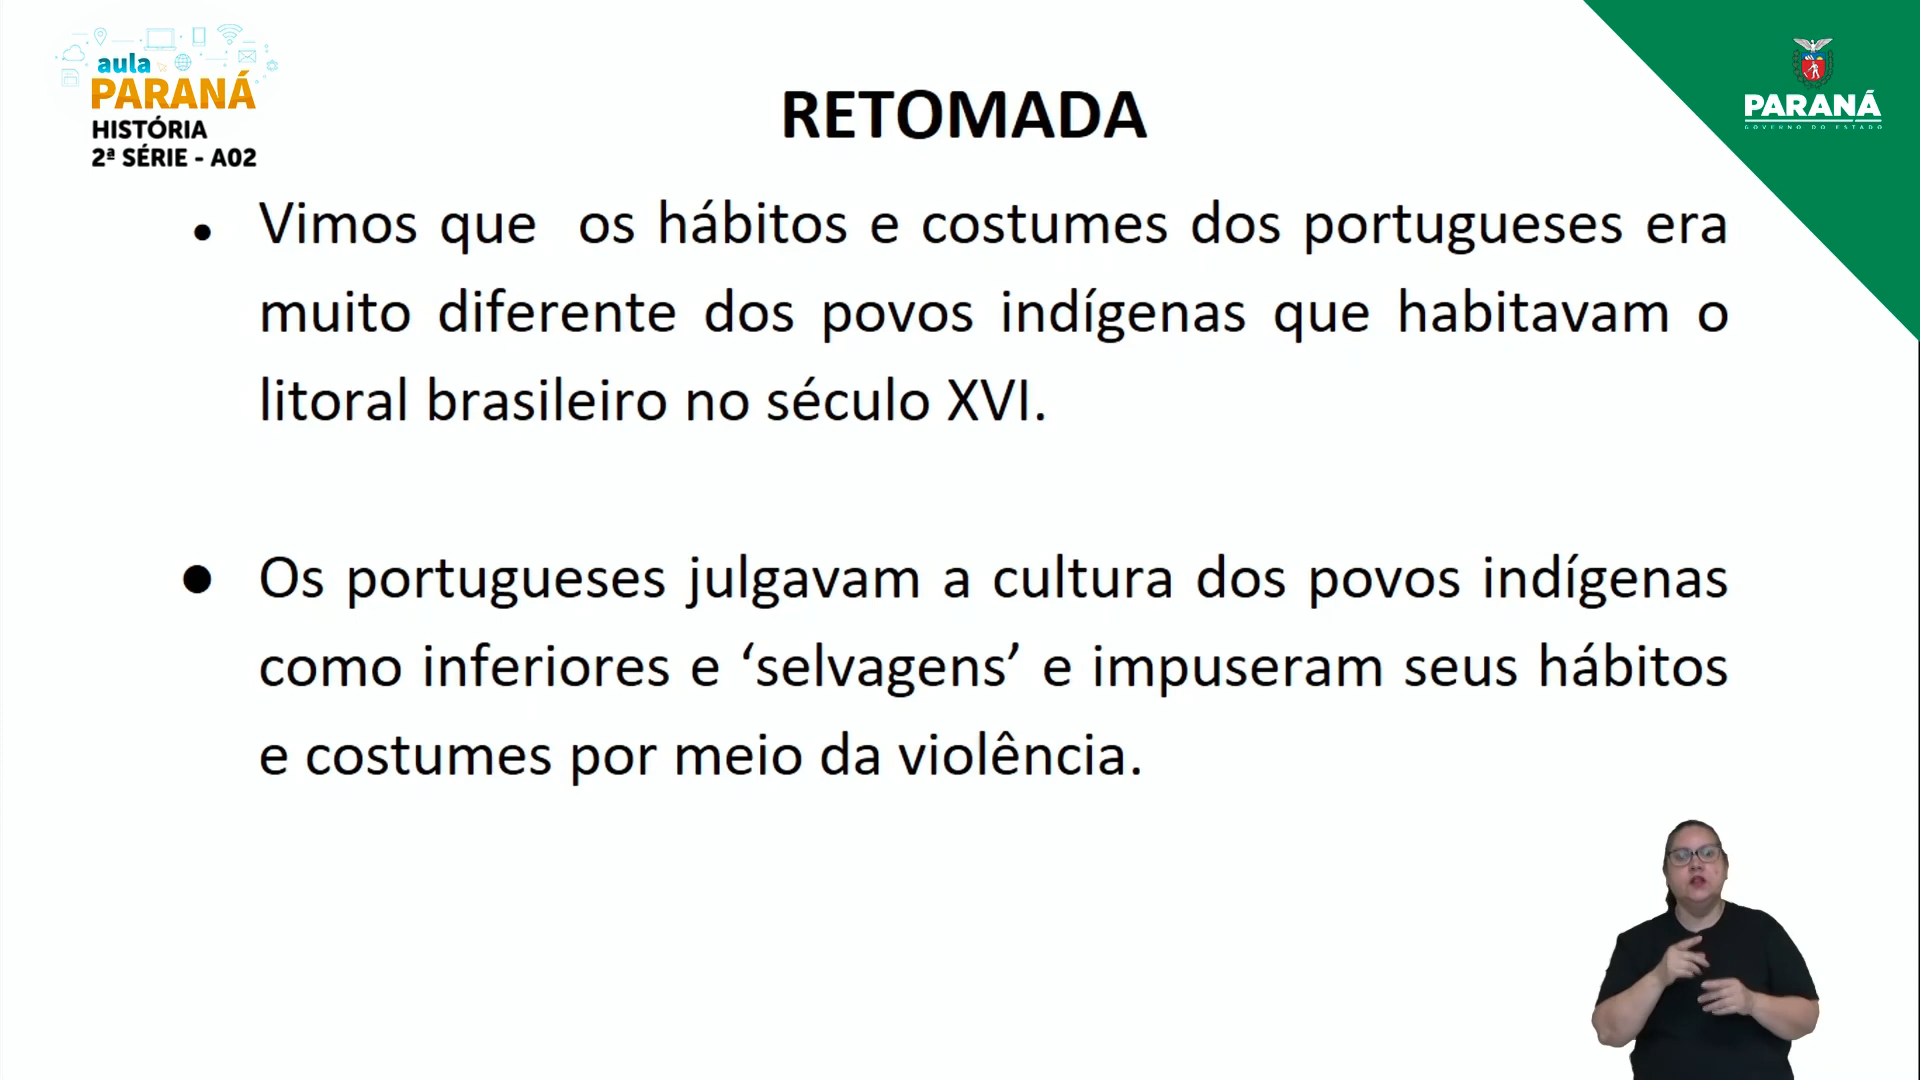 aula
PARANÁ
HISTÓRIA
2ª SÉRIE - A02
PARANÁ
GOVERNO DO ESTADO
RETOMADA
• Vimos que os hábitos e costumes dos portugueses era
muito diferente dos povos indígenas que habitavam o
litoral brasileiro no século XVI.
• Os portugueses julgavam a cultura dos povos indígenas
como inferiores e ‘selvagens’ e impuseram seus hábitos
e costumes por meio da violência.